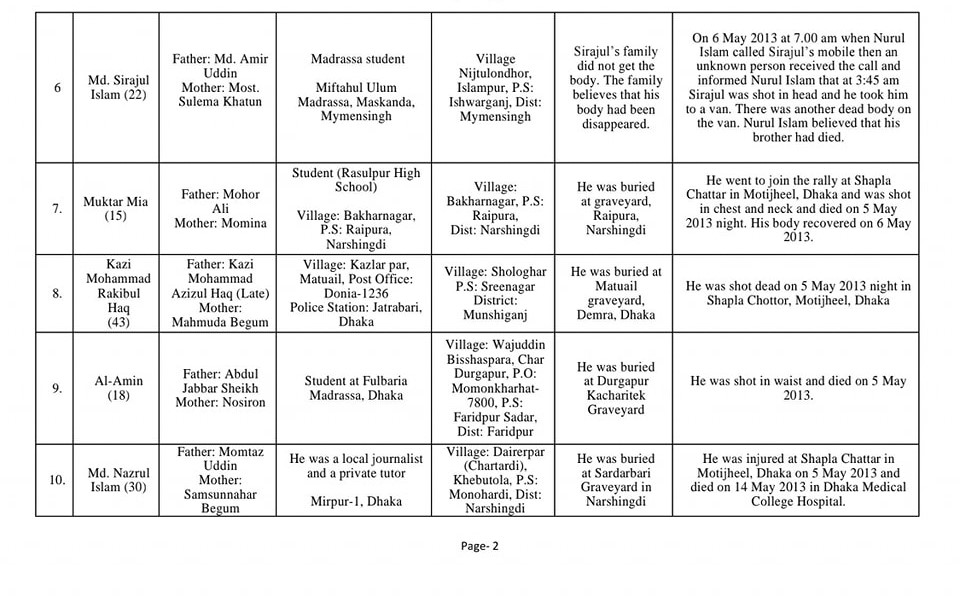 6
Md. Sirajul
Islam (22)
Father: Md. Amir
Uddin
Mother: Most.
Sulema Khatun
Madrassa student
Miftahul Ulum
Madrassa, Maskanda,
Mymensingh
Village
Nijtulondhor,
Islampur, P.S:
Ishwarganj, Dist:
Mymensingh
Sirajul's family
did not get the
body. The family
believes that his
body had been
disappeared.
On 6 May 2013 at 7.00 am when Nurul
Islam called Sirajul's mobile then an
unknown person received the call and
informed Nurul Islam that at 3:45 am
Sirajul was shot in head and he took him
to a van. There was another dead body on
the van. Nurul Islam believed that his
brother had died.
7.
Muktar Mia
(15)
Father: Mohor
Ali
Mother: Momina
Student (Rasulpur High
School)
Village: Bakharnagar,
P.S: Raipura,
Narshingdi
Village:
Bakharnagar, P.S:
Raipura,
Dist: Narshingdi
He was buried
at graveyard,
Raipura,
Narshingdi
He went to join the rally at Shapla
Chattar in Motijheel, Dhaka and was shot
in chest and neck and died on 5 May
2013 night. His body recovered on 6 May
2013.
8.
Kazi
Mohammad
Rakibul
Haq
(43)
Father: Kazi
Mohammad
Azizul Haq (Late)
Mother:
Mahmuda Begum
Village: Kazlar par,
Matuail, Post Office:
Donia-1236
Police Station: Jatrabari,
Dhaka
Village: Shologhar
P.S: Sreenagar
District:
Munshiganj
He was buried at
Matuail
graveyard,
Demra, Dhaka
He was shot dead on 5 May 2013 night in
Shapla Chottor, Motijheel, Dhaka
9.
Al-Amin
(18)
Father: Abdul
Jabbar Sheikh
Mother: Nosiron
Student at Fulbaria
Madrassa, Dhaka
Village: Wajuddin
Bisshaspara, Char
Durgapur, P.O:
Momonkharhat-
7800, P.S:
Faridpur Sadar,
Dist: Faridpur
He was buried
at Durgapur
Kacharitek
Graveyard
He was shot in waist and died on 5 May
2013.
10.
Md. Nazrul
Islam (30)
Father: Momtaz
Uddin
Mother:
Samsunnahar
Begum
He was a local journalist
and a private tutor
Mirpur-1, Dhaka
Village: Dairerpar
(Chartardi),
Khebutola, P.S:
Monohardi, Dist:
Narshingdi
He was buried
at Sardarbari
Graveyard in
Narshingdi
He was injured at Shapla Chattar in
Motijheel, Dhaka on 5 May 2013 and
died on 14 May 2013 in Dhaka Medical
College Hospital.
Page- 2